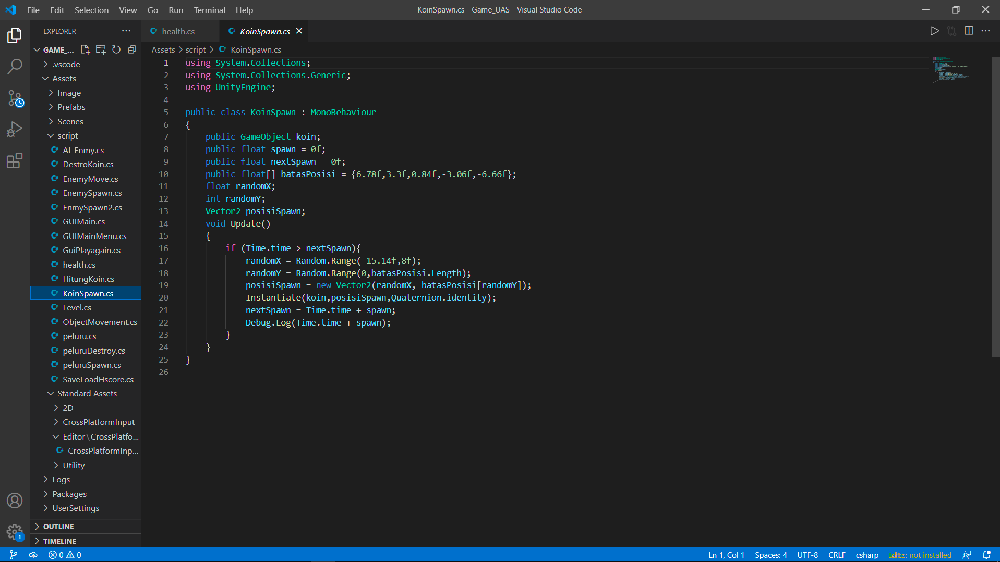 File Edit Selection View Go Run Terminal Help
KoinSpawn.cs - Game_UAS - Visual Studio Code
EXPLORER
GAME_...
.vscode
Assets
Image
Prefabs
Scenes
script
AI_Enmy.cs
DestroKoin.cs
EnemyMove.cs
EnemySpawn.cs
EnmySpawn2.cs
GUIMain.cs
GUIMainMenu.cs
GuiPlayagain.cs
health.cs
HitungKoin.cs
KoinSpawn.cs
Level.cs
ObjectMovement.cs
peluru.cs
peluruDestroy.cs
peluruSpawn.cs
SaveLoadHscore.cs
Standard Assets
2D
CrossPlatformInput
Editor\CrossPlatfo...
CrossPlatformInp...
Utility
Logs
Packages
UserSettings
OUTLINE
TIMELINE
1
health.cs
KoinSpawn.cs
Assets > script > KoinSpawn.cs
1 using System.Collections;
2 using System.Collections.Generic;
3 using UnityEngine;
4
5 public class KoinSpawn : MonoBehaviour
6 {
7 public GameObject koin;
8 public float spawn = 0f;
9 public float nextSpawn = 0f;
10 public float[] batasPosisi = {6.78f,3.3f,0.84f,-3.06f,-6.66f};
11 float randomX;
12 int randomY;
13 Vector2 posisiSpawn;
14 void Update()
15 {
16 if (Time.time > nextSpawn){
17 randomX = Random.Range(-15.14f,8f);
18 randomY = Random.Range(0,batasPosisi.Length);
19 posisiSpawn = new Vector2(randomX, batasPosisi[randomY]);
20 Instantiate(koin,posisiSpawn,Quaternion.identity);
21 nextSpawn = Time.time + spawn;
22 Debug.Log(Time.time + spawn);
23 }
24 }
25 }
26
0 0
Ln 1, Col 1 Spaces: 4 UTF-8 CRLF csharp kite: not installed